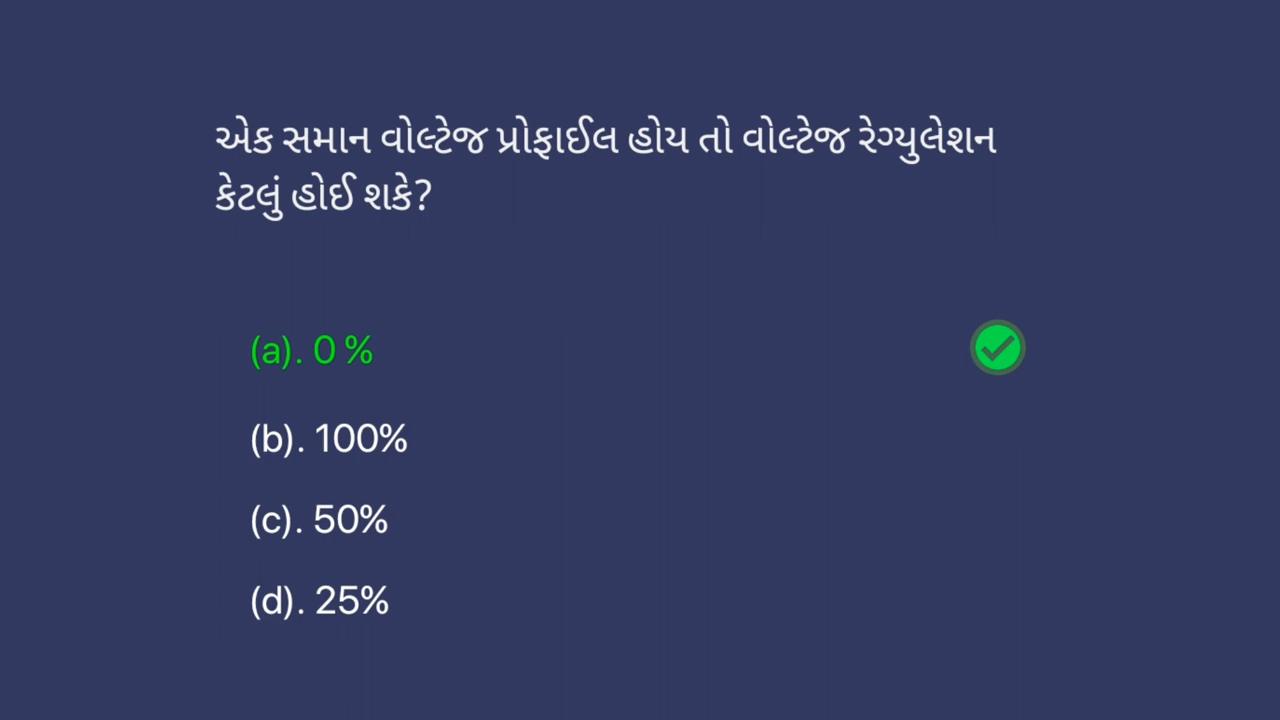 એક સમાન વોલ્ટેજ પ્રોફાઈલ હોય તો વોલ્ટેજ રેગ્યુલેશન
કેટલું હોઈ શકે?
(a). 0 %
(b). 100%
(c). 50%
(d). 25%